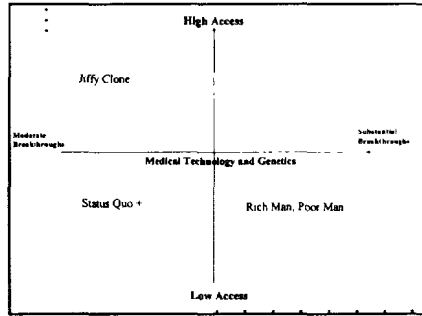 High Access
Jiffy Clone
Moderate
Breakthroughs
Substantial
Breakthroughs
Medical Technology and Genetics
Status Quo +
Rich Man, Poor Man
Low Access